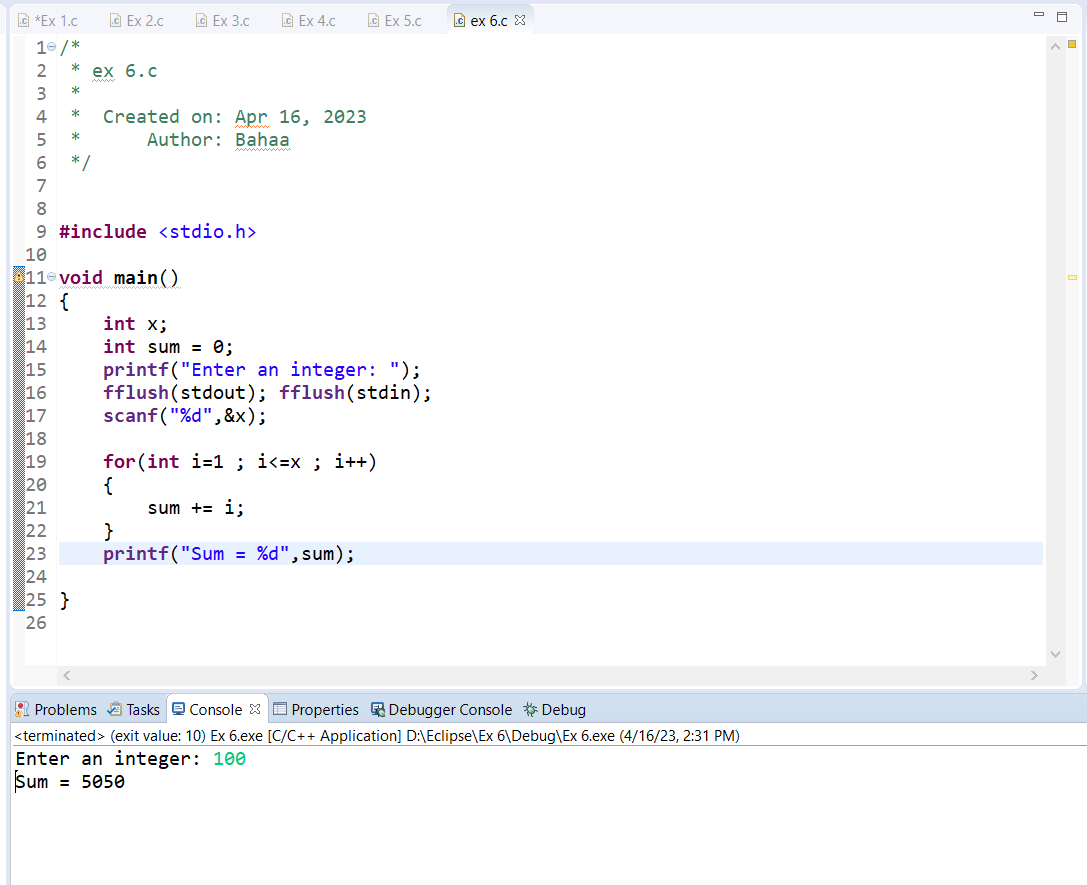 *Ex 1.c Ex 2.c Ex 3.c Ex 4.c Ex 5.c ex 6.c
1 /*
2  * ex 6.c
3  *
4  *  Created on: Apr 16, 2023
5  *      Author: Bahaa
6  */
7
8
9 #include <stdio.h>
10
11 void main()
12 {
13     int x;
14     int sum = 0;
15     printf("Enter an integer: ");
16     fflush(stdout); fflush(stdin);
17     scanf("%d",&x);
18
19     for(int i=1 ; i<=x ; i++)
20     {
21         sum += i;
22     }
23     printf("Sum = %d",sum);
24
25 }
26
Problems Tasks Console Properties Debugger Console Debug
<terminated> (exit value: 10) Ex 6.exe [C/C++ Application] D:\Eclipse\Ex 6\Debug\Ex 6.exe (4/16/23, 2:31 PM)
Enter an integer: 100
Sum = 5050